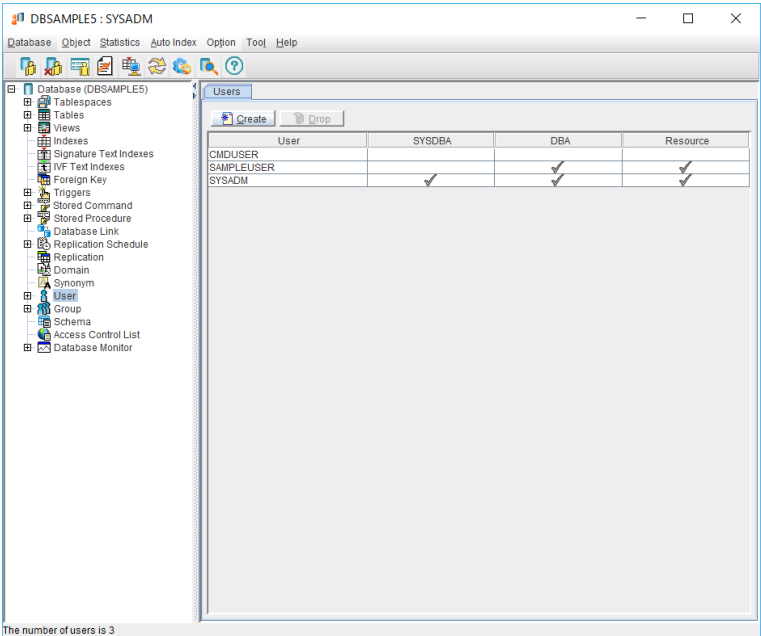 DBSAMPLE5 : SYSADM
Database Object Statistics Auto Index Option Tool Help
Database (DBSAMPLE5)
Tablespaces
Tables
Views
Indexes
Signature Text Indexes
IVF Text Indexes
Foreign Key
Triggers
Stored Command
Stored Procedure
Database Link
Replication Schedule
Replication
Domain
Synonym
User
Group
Schema
Access Control List
Database Monitor
Users
Create Drop
User SYSDBA DBA Resource
CMDUSER
SAMPLEUSER
SYSADM
The number of users is 3